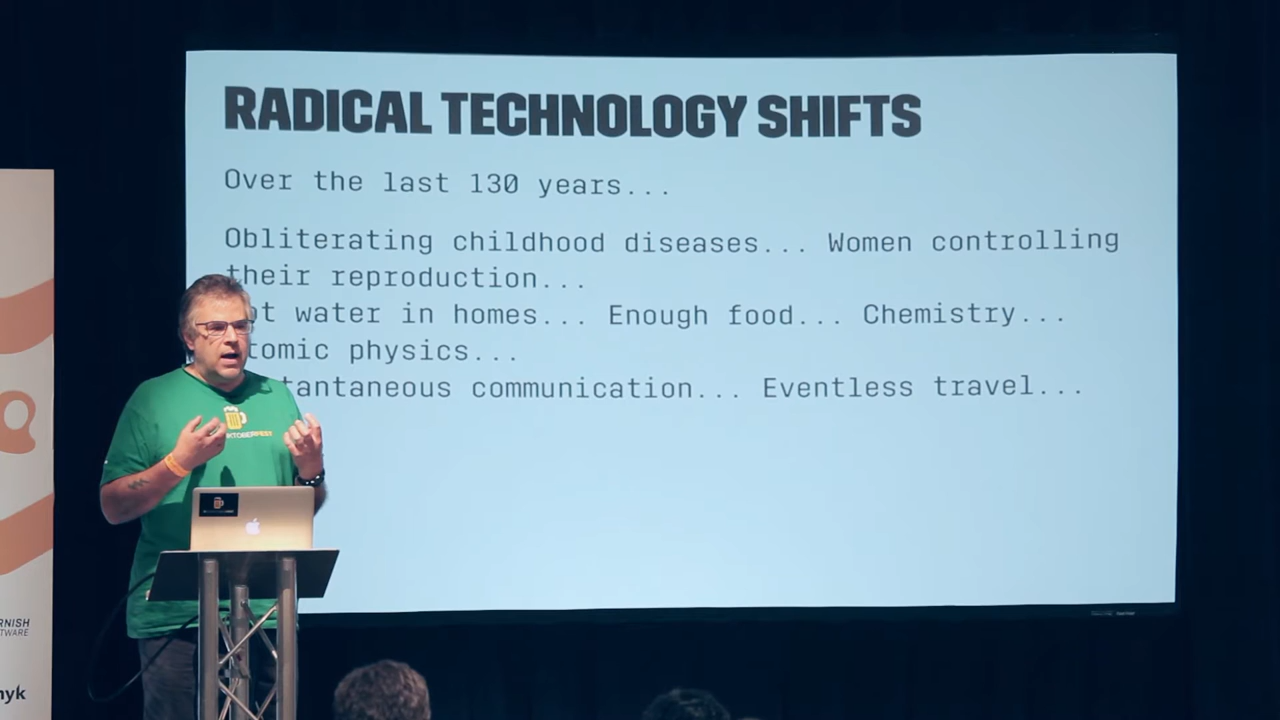 RADICAL TECHNOLOGY SHIFTS
Over the last 130 years...
Obliterating childhood diseases... Women controlling
their reproduction...
water in homes... Enough food... Chemistry...
physics...
communication... Eventless travel...